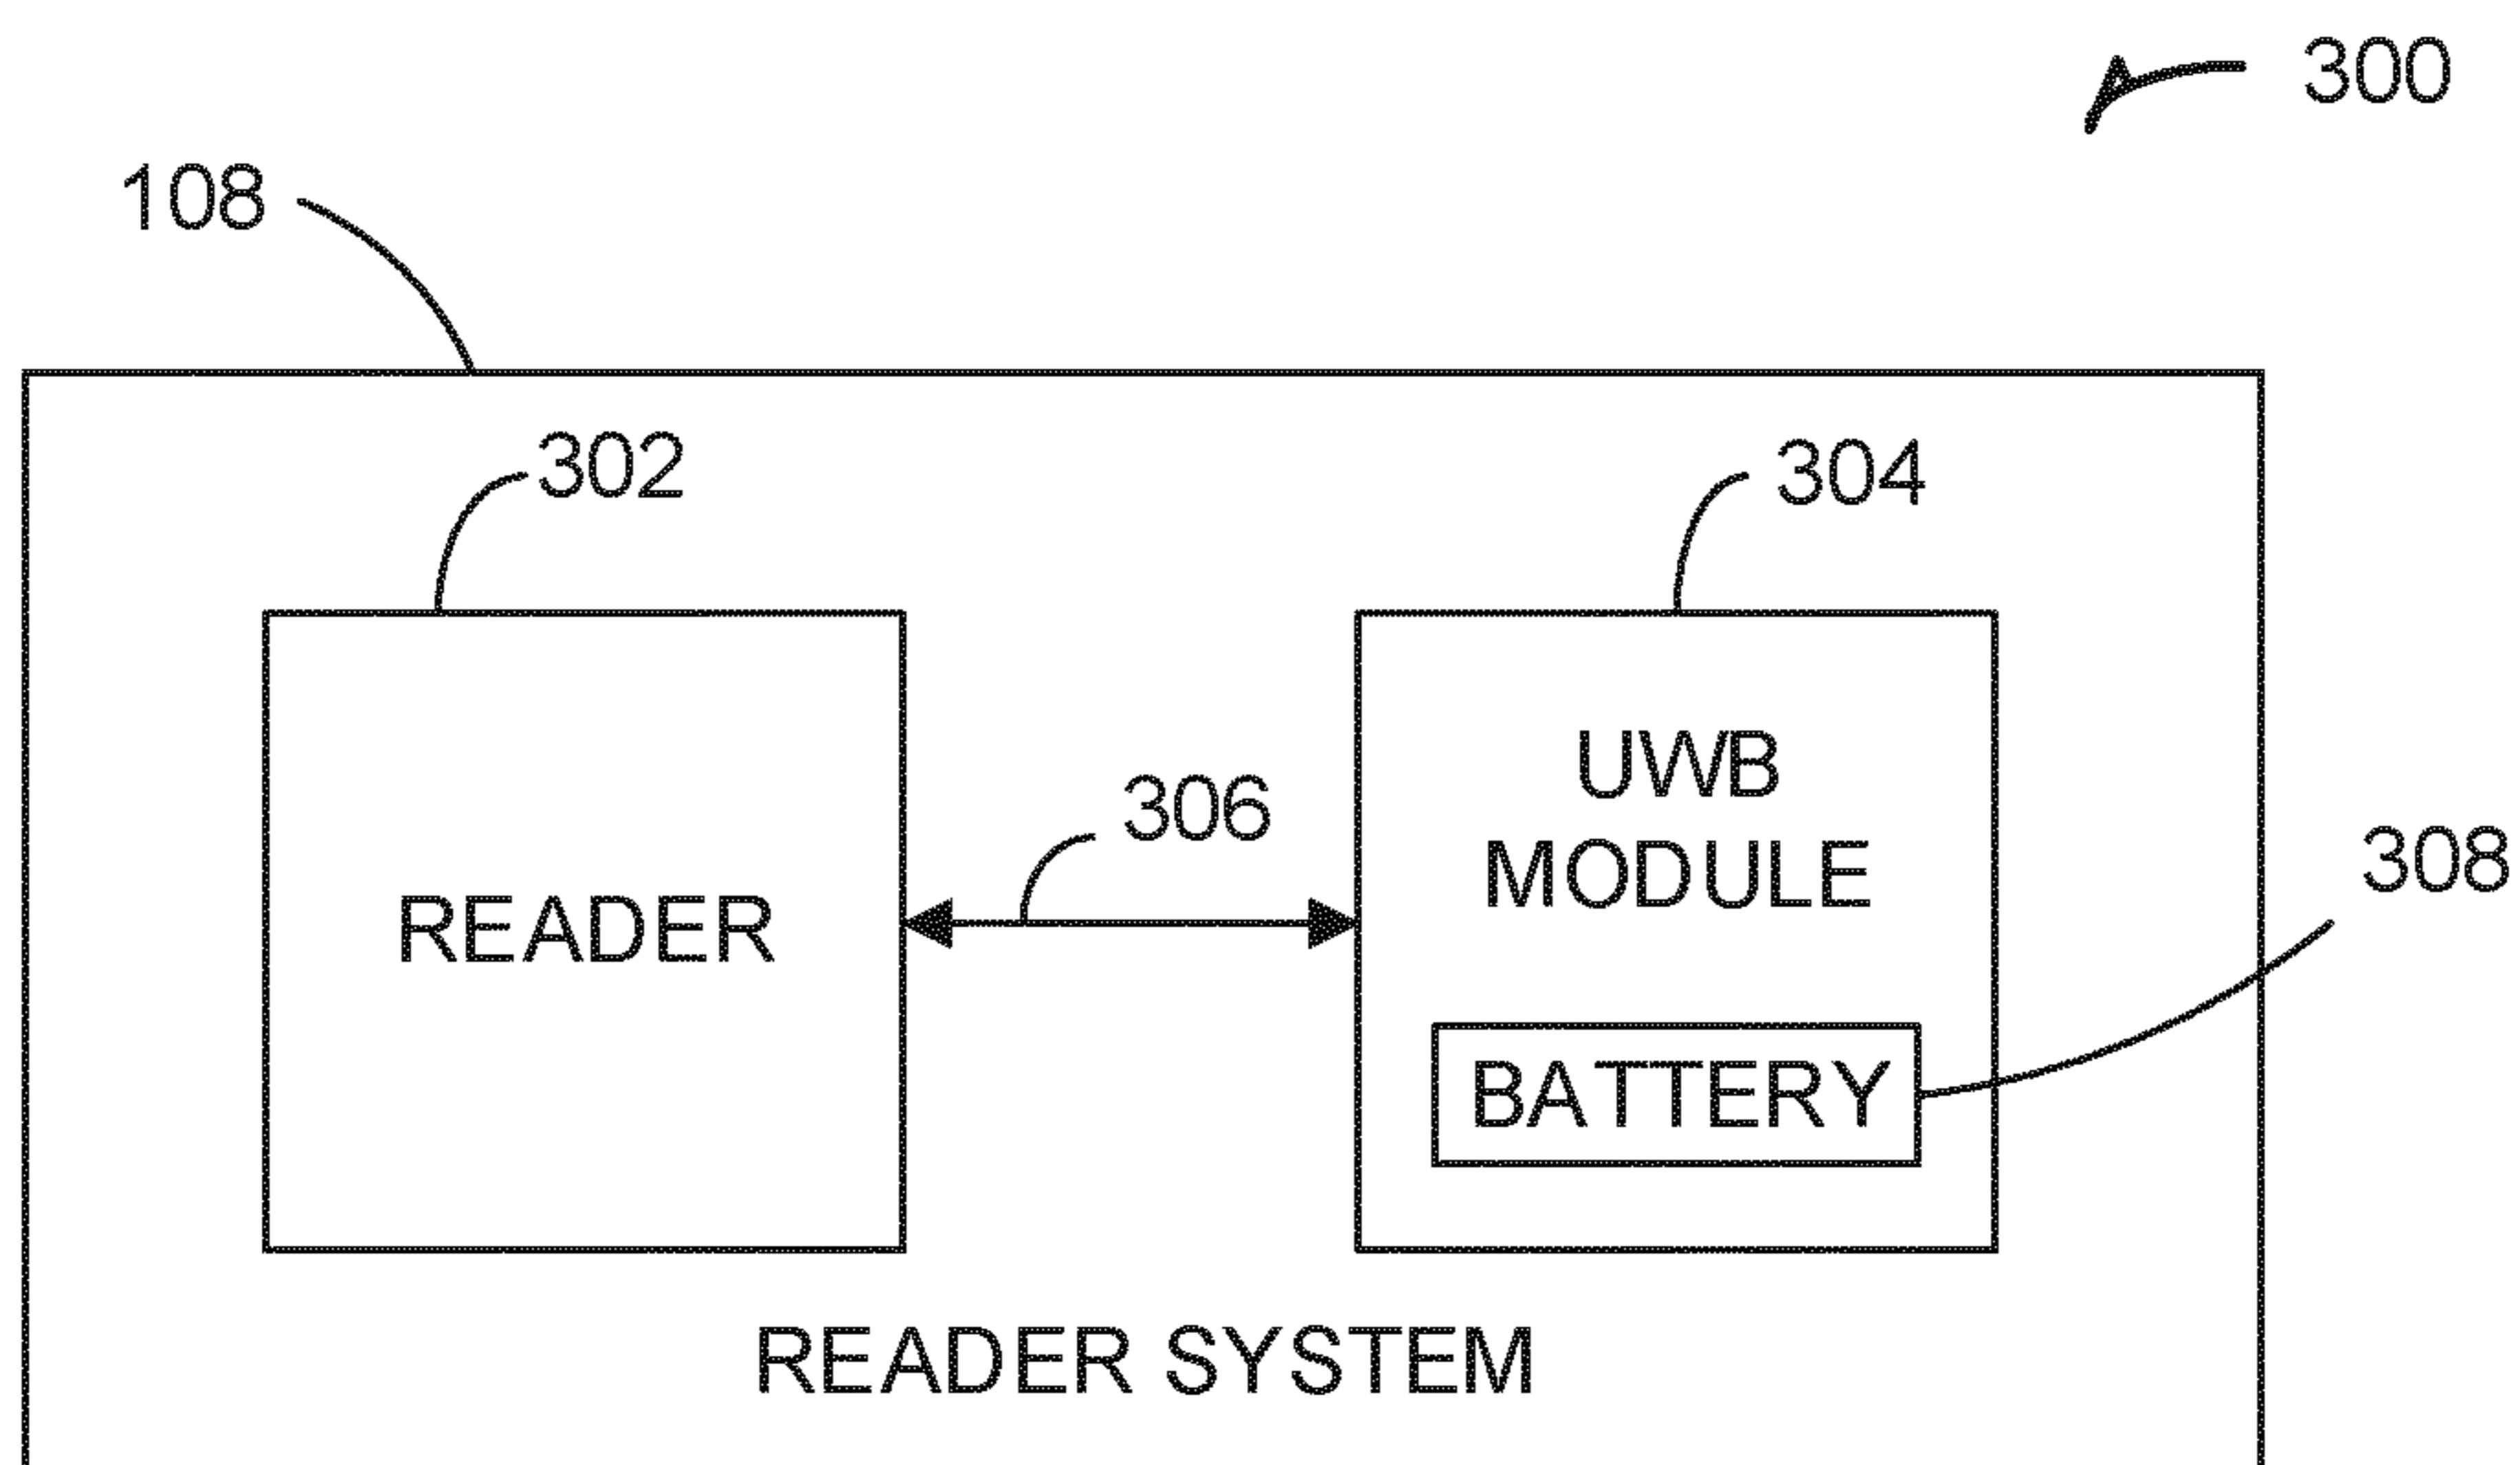 300
108
302
304
306
UWB
MODULE
308
READER
BATTERY
READER SYSTEM